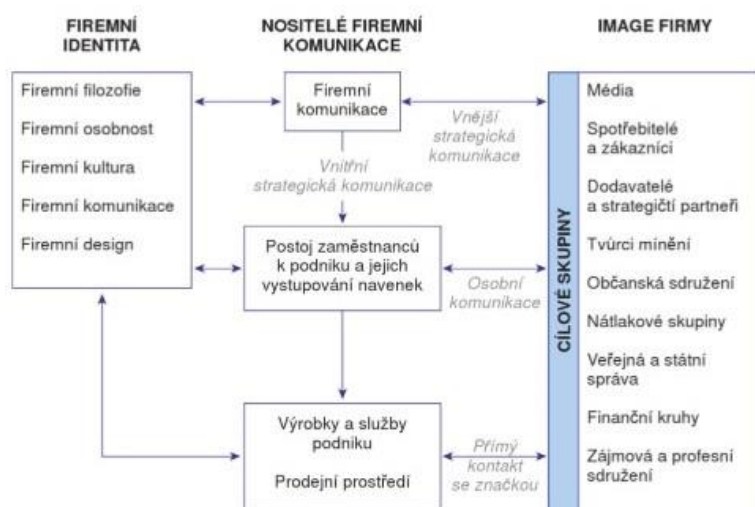 FIREMNÍ
IDENTITA
NOSITELÉ FIREMNÍ
KOMUNIKACE
IMAGE FIRMY
Firemní filozofie
Firemní osobnost
Firemní kultura
Firemní komunikace
Firemní design
Firemní
komunikace
Vnější
strategická
komunikace
Vnitřní
strategická komunikace
Postoj zaměstnanců
k podniku a jejich
vystupování navenek
Osobní
komunikace
Výrobky a služby
podniku
Prodejní prostředí
Přímý
kontakt
se značkou
CÍLOVÉ SKUPINY
Média
Spotřebitelé
a zákazníci
Dodavatelé
a strategičtí partneři
Tvůrci mínění
Občanská sdružení
Nátlakové skupiny
Veřejná a státní
správa
Finanční kruhy
Zájmová a profesní
sdružení